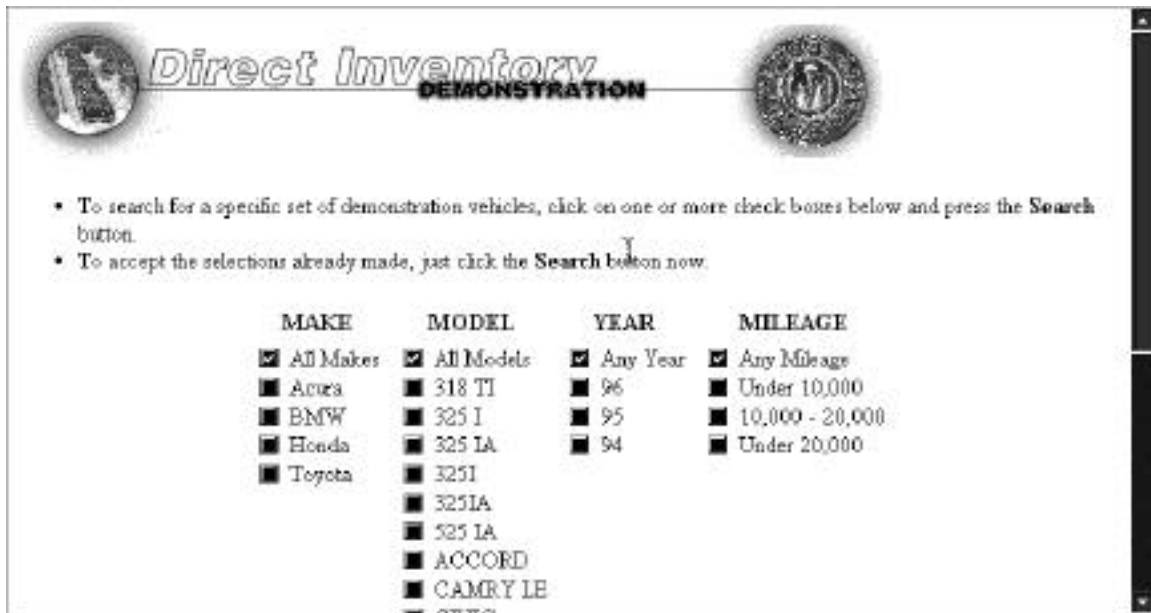 Direct Inventory
DEMONSTRATION
M
• To search for a specific set of demonstration vehicles, click on one or more check boxes below and press the Search
button.
• To accept the selections already made, just click the Search button now.
MAKE MODEL YEAR MILEAGE
All Makes All Models Any Year Any Mileage
Acura 318 TI 96 Under 10,000
BMW 325 I 95 10,000 - 20,000
Honda 325 IA 94 Under 20,000
Toyota 325I
325IA
525 IA
ACCORD
CAMRY LE